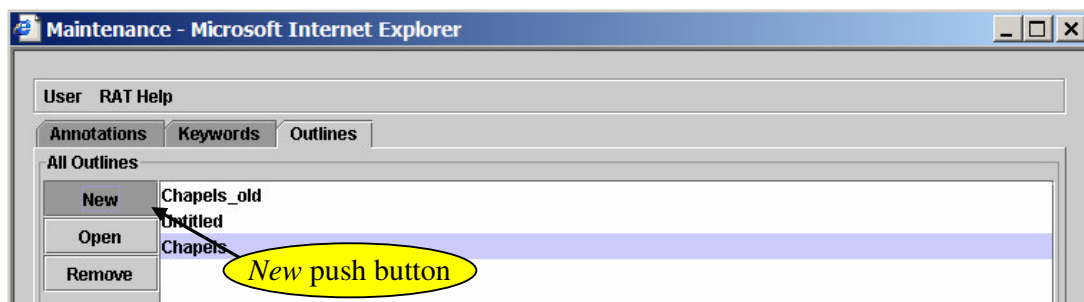 Maintenance - Microsoft Internet Explorer
User RAT Help
Annotations Keywords Outlines
All Outlines
New
Chapels_old
Untitled
Open
Chapels
Remove
New push button